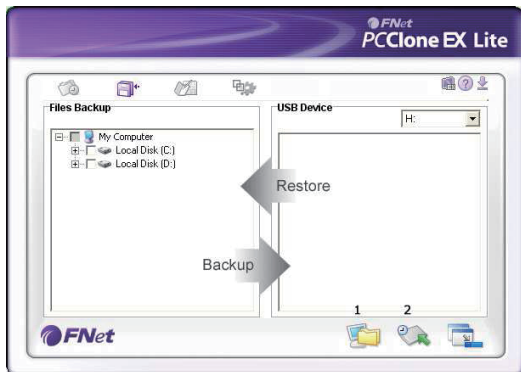 FNet
PCClone EX Lite
Files Backup
USB Device
H:
My Computer
Local Disk (C:)
Local Disk (D:)
Restore
Backup
1 2
FNet